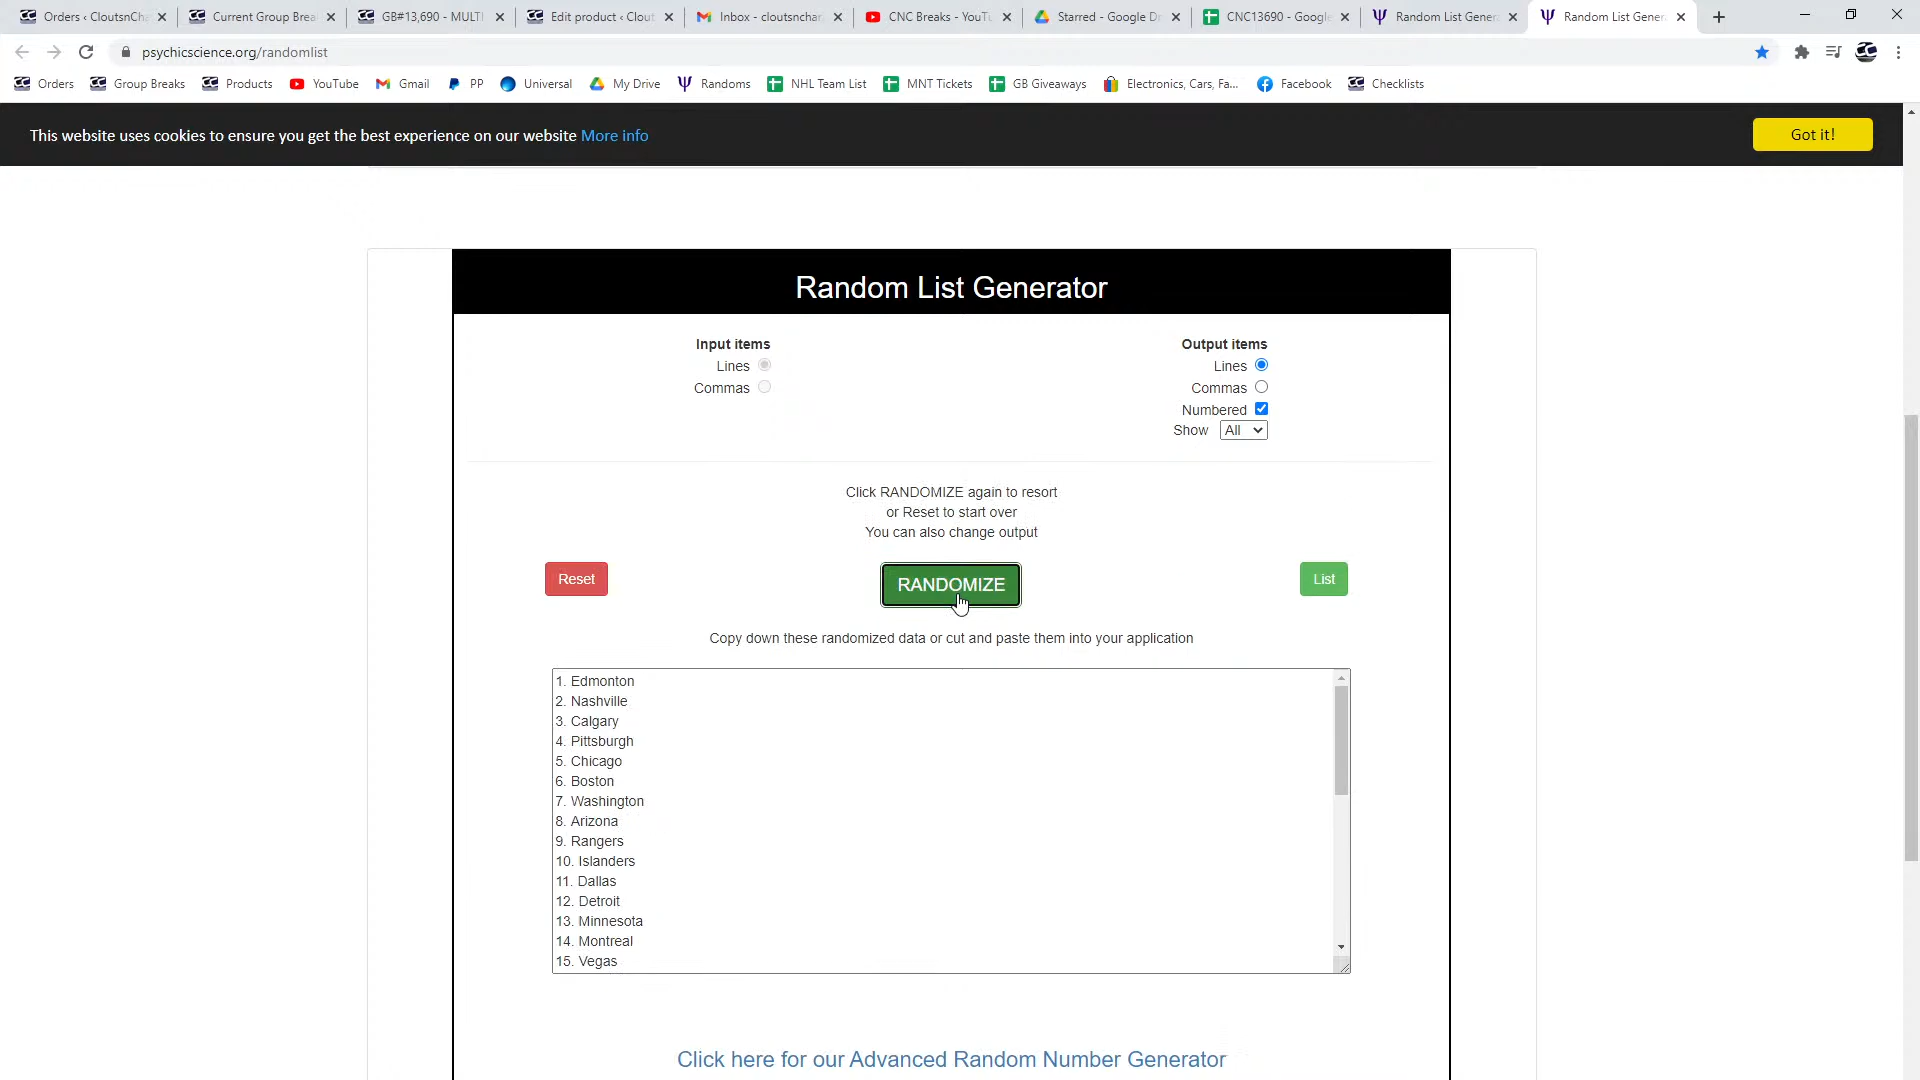 Orders ‹ CloutsnCha
Current Group Brea
GB#13,690 - MULTI
Edit product ‹ Clout
Inbox - cloutsnchar
CNC Breaks - YouTu
Starred - Google Dr
CNC13690 - Google
Random List Genera
Random List Genera
psychicscience.org/randomlist
Orders
Group Breaks
Products
YouTube
Gmail
PP
Universal
My Drive
Randoms
NHL Team List
MNT Tickets
GB Giveaways
Electronics, Cars, Fa...
Facebook
Checklists
This website uses cookies to ensure you get the best experience on our website More info
Got it!
Random List Generator
Input items
Lines
Commas
Output items
Lines
Commas
Numbered
Show All
Click RANDOMIZE again to resort
or Reset to start over
You can also change output
Reset
RANDOMIZE
List
Copy down these randomized data or cut and paste them into your application
1. Edmonton
2. Nashville
3. Calgary
4. Pittsburgh
5. Chicago
6. Boston
7. Washington
8. Arizona
9. Rangers
10. Islanders
11. Dallas
12. Detroit
13. Minnesota
14. Montreal
15. Vegas
Click here for our Advanced Random Number Generator